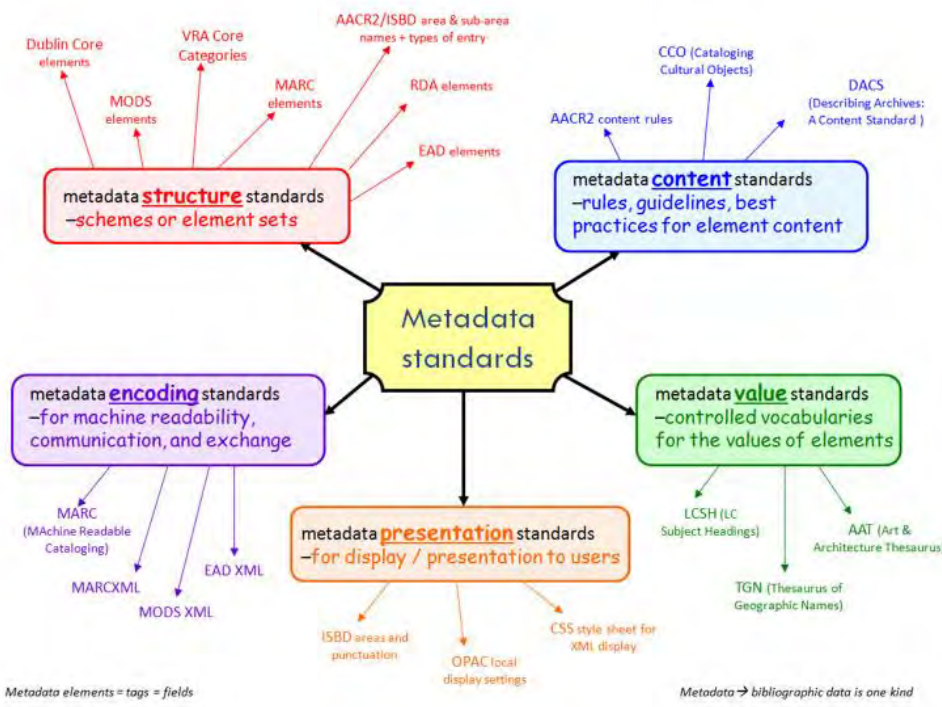 Dublin Core
elements
MODS
elements
VRA Core
Categories
MARC
elements
AACR2/ISBD area & sub-area
names + types of entry
RDA elements
EAD elements
metadata structure standards
–schemes or element sets
CCO (Cataloging
Cultural Objects)
AACR2 content rules
DACS
(Describing Archives:
A Content Standard )
metadata content standards
–rules, guidelines, best
practices for element content
Metadata
standards
metadata encoding standards
–for machine readability,
communication, and exchange
MARC
(MAchine Readable
Cataloging)
MARCXML
MODS XML
EAD XML
metadata presentation standards
–for display / presentation to users
ISBD areas and
punctuation
OPAC local
display settings
CSS style sheet for
XML display
metadata value standards
–controlled vocabularies
for the values of elements
LCSH (LC
Subject Headings)
TGN (Thesaurus of
Geographic Names)
AAT (Art &
Architecture Thesaurus
Metadata elements = tags = fields
Metadata → bibliographic data is one kind